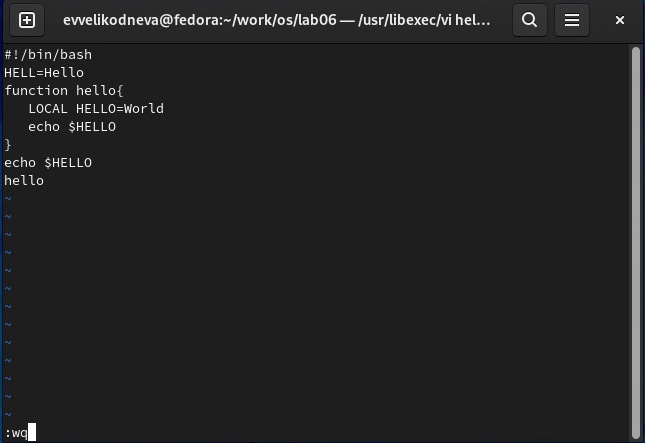 evvelikodneva@fedora:~/work/os/lab06 — /usr/libexec/vi hel...
#!/bin/bash
HELL=Hello
function hello{
   LOCAL HELLO=World
   echo $HELLO
}
echo $HELLO
hello
~
~
~
~
~
~
~
~
~
~
~
~
~
:wq